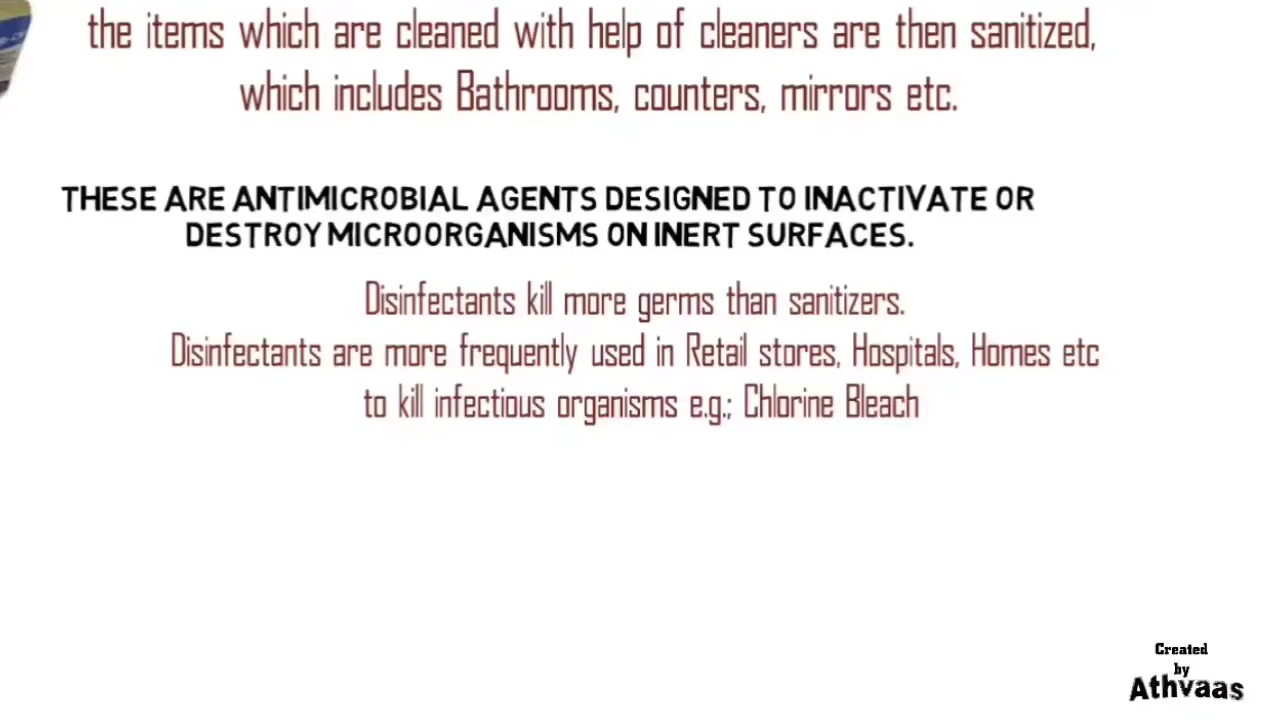 the items which are cleaned with help of cleaners are then sanitized,
which includes Bathrooms, counters, mirrors etc.
THESE ARE ANTIMICROBIAL AGENTS DESIGNED TO INACTIVATE OR
DESTROY MICROORGANISMS ON INERT SURFACES.
Disinfectants kill more germs than sanitizers.
Disinfectants are more frequently used in Retail stores, Hospitals, Homes etc
to kill infectious organisms e.g.; Chlorine Bleach
Created
by
Athvaas